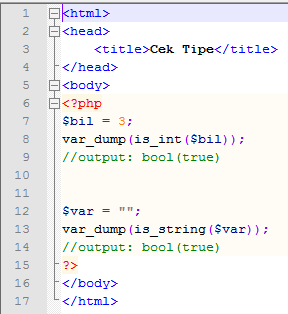 1 <html>
2 <head>
3 <title>Cek Tipe</title>
4 </head>
5 <body>
6 <?php
7 $bil = 3;
8 var_dump(is_int($bil));
9 //output: bool(true)
10
11
12 $var = "";
13 var_dump(is_string($var));
14 //output: bool(true)
15 ?>
16 </body>
17 </html>